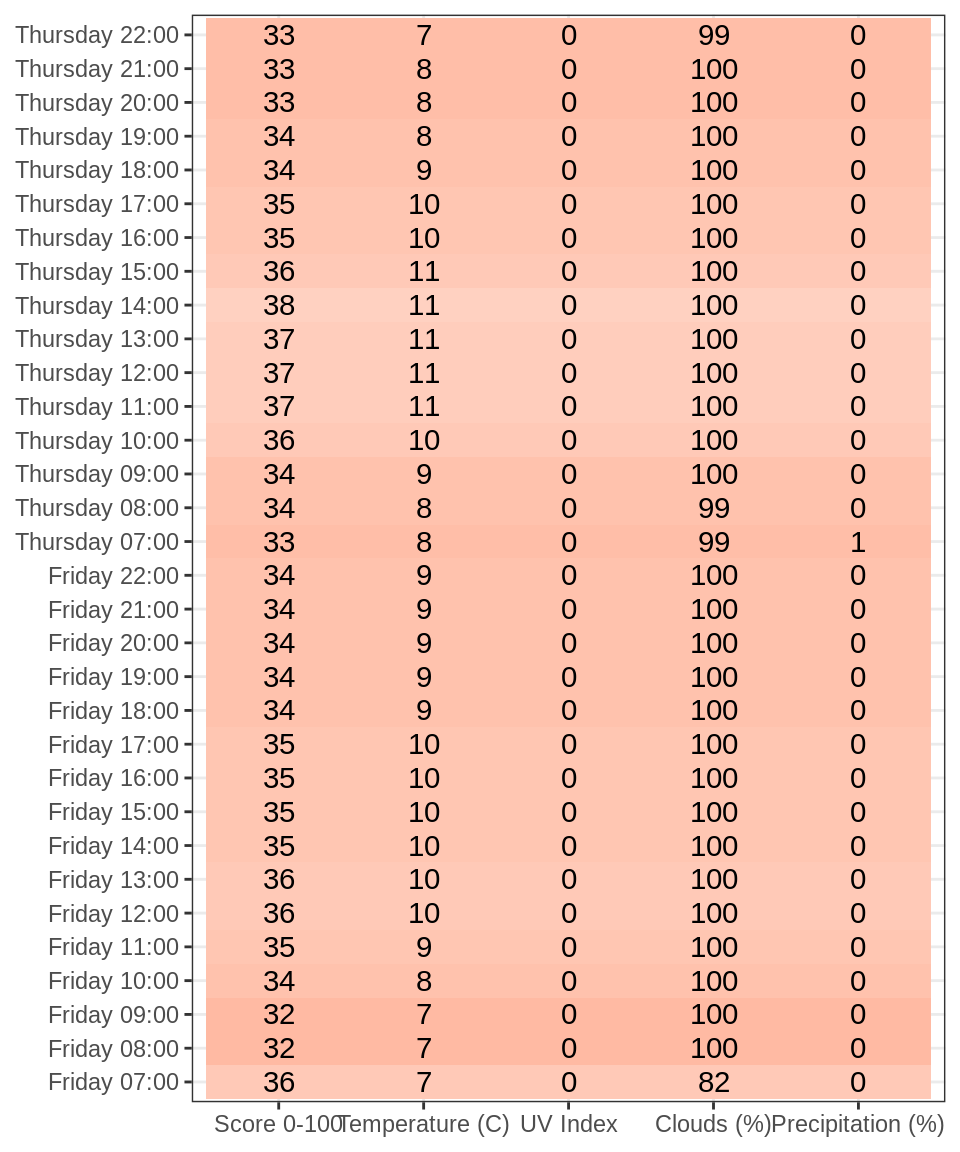 Thursday 22:00 33 7 0 99 0
Thursday 21:00 33 8 0 100 0
Thursday 20:00 33 8 0 100 0
Thursday 19:00 34 8 0 100 0
Thursday 18:00 34 9 0 100 0
Thursday 17:00 35 10 0 100 0
Thursday 16:00 35 10 0 100 0
Thursday 15:00 36 11 0 100 0
Thursday 14:00 38 11 0 100 0
Thursday 13:00 37 11 0 100 0
Thursday 12:00 37 11 0 100 0
Thursday 11:00 37 11 0 100 0
Thursday 10:00 36 10 0 100 0
Thursday 09:00 34 9 0 100 0
Thursday 08:00 34 8 0 99 0
Thursday 07:00 33 8 0 99 1
Friday 22:00 34 9 0 100 0
Friday 21:00 34 9 0 100 0
Friday 20:00 34 9 0 100 0
Friday 19:00 34 9 0 100 0
Friday 18:00 34 9 0 100 0
Friday 17:00 35 10 0 100 0
Friday 16:00 35 10 0 100 0
Friday 15:00 35 10 0 100 0
Friday 14:00 35 10 0 100 0
Friday 13:00 36 10 0 100 0
Friday 12:00 36 10 0 100 0
Friday 11:00 35 9 0 100 0
Friday 10:00 34 8 0 100 0
Friday 09:00 32 7 0 100 0
Friday 08:00 32 7 0 100 0
Friday 07:00 36 7 0 82 0
Score 0-100 Temperature (C) UV Index Clouds (%) Precipitation (%)